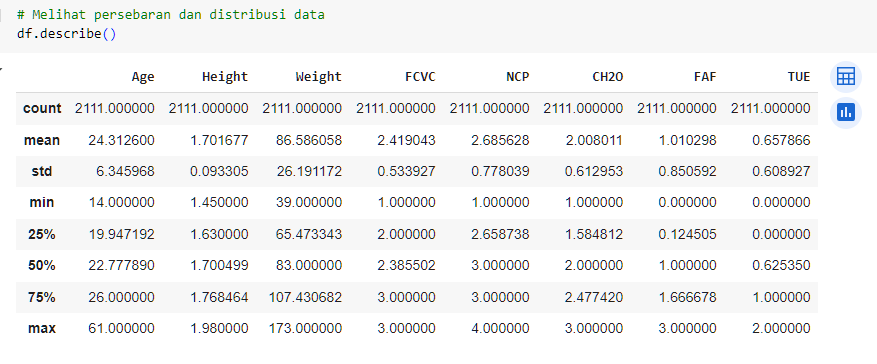 # Melihat persebaran dan distribusi data
df.describe()
Age Height Weight FCVC NCP CH2O FAF TUE
count 2111.000000 2111.000000 2111.000000 2111.000000 2111.000000 2111.000000 2111.000000 2111.000000
mean 24.312600 1.701677 86.586058 2.419043 2.685628 2.008011 1.010298 0.657866
std 6.345968 0.093305 26.191172 0.533927 0.778039 0.612953 0.850592 0.608927
min 14.000000 1.450000 39.000000 1.000000 1.000000 1.000000 0.000000 0.000000
25% 19.947192 1.630000 65.473343 2.000000 2.658738 1.584812 0.124505 0.000000
50% 22.777890 1.700499 83.000000 2.385502 3.000000 2.000000 1.000000 0.625350
75% 26.000000 1.768464 107.430682 3.000000 3.000000 2.477420 1.666678 1.000000
max 61.000000 1.980000 173.000000 3.000000 4.000000 3.000000 3.000000 2.000000